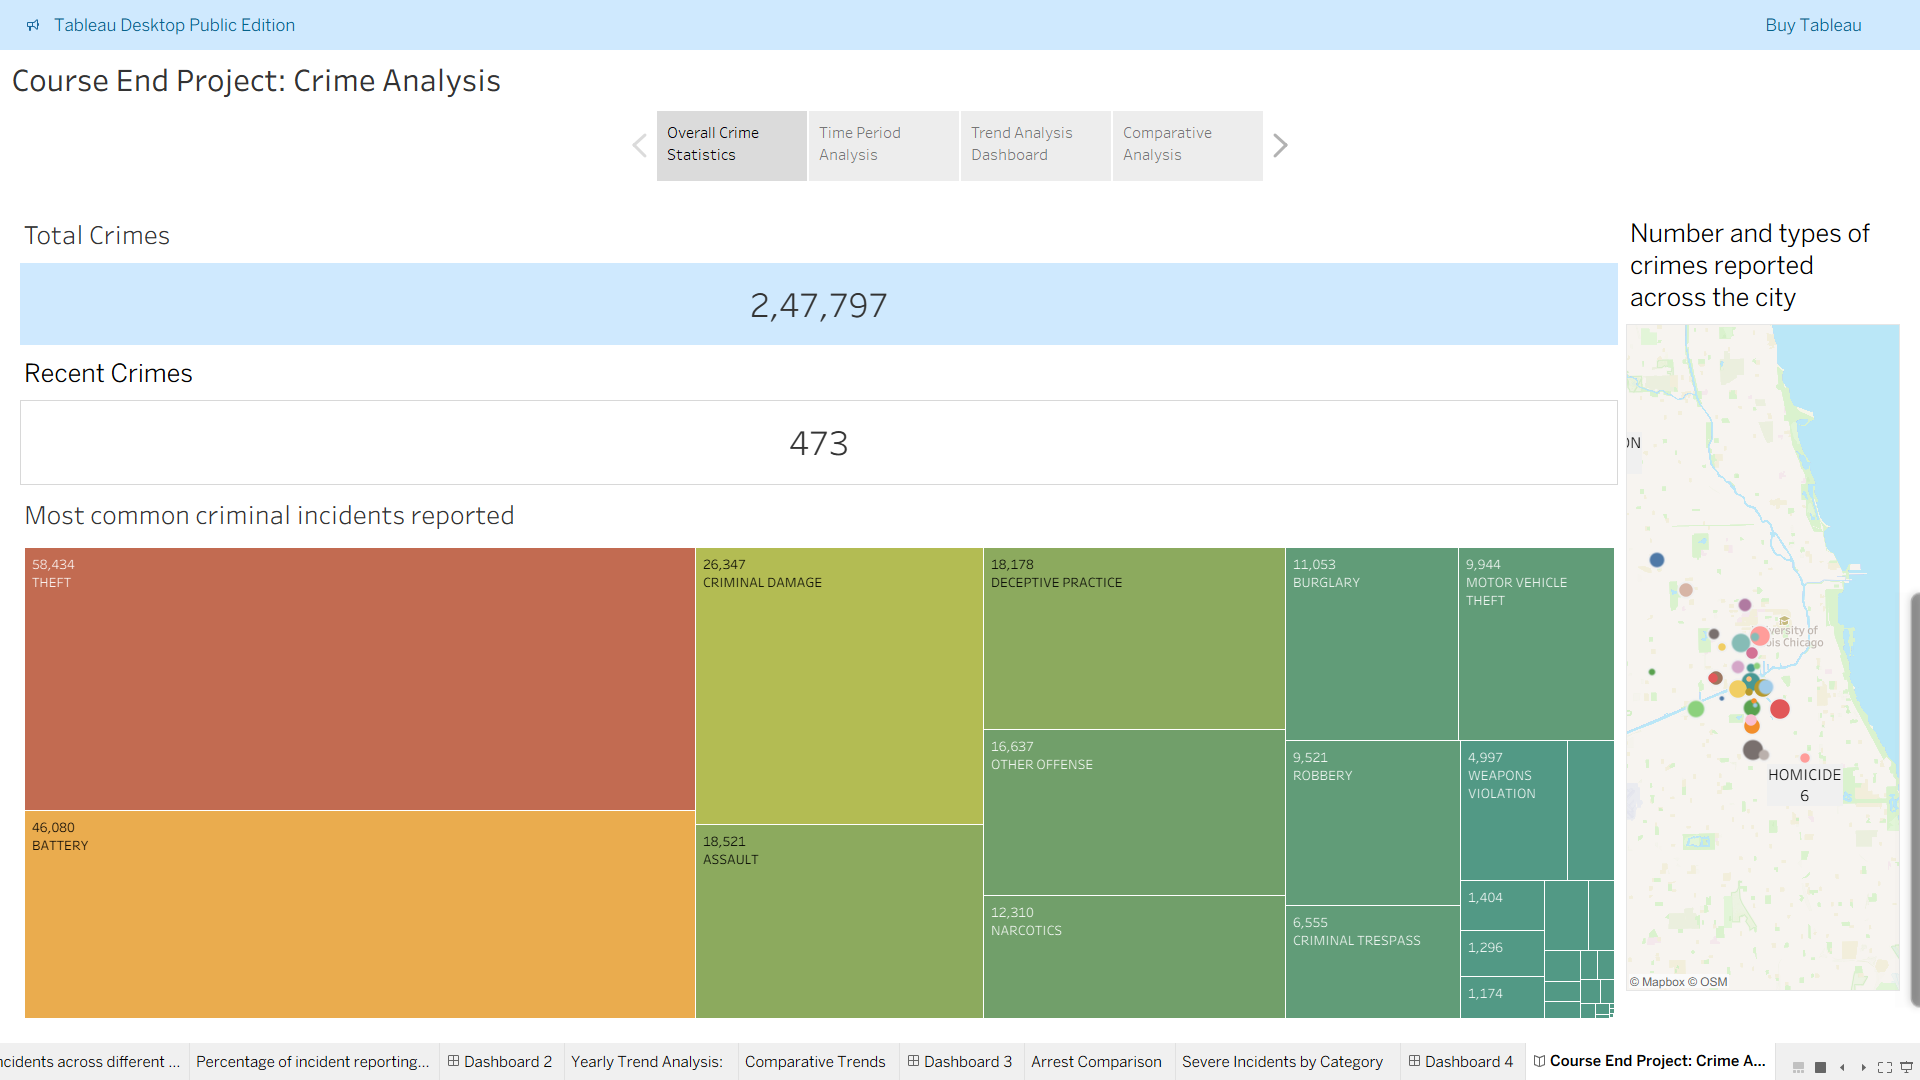 Tableau Desktop Public Edition
Buy Tableau
Course End Project: Crime Analysis
Overall Crime
Statistics
Time Period
Analysis
Trend Analysis
Dashboard
Comparative
Analysis
Total Crimes
2,47,797
Recent Crimes
473
Most common criminal incidents reported
58,434
THEFT
46,080
BATTERY
26,347
CRIMINAL DAMAGE
18,521
ASSAULT
18,178
DECEPTIVE PRACTICE
16,637
OTHER OFFENSE
12,310
NARCOTICS
11,053
BURGLARY
9,944
MOTOR VEHICLE
THEFT
9,521
ROBBERY
6,555
CRIMINAL TRESPASS
4,997
WEAPONS
VIOLATION
1,404
1,296
1,174
Number and types of
crimes reported
across the city
ON
versity of
ois Chicago
HOMICIDE
6
© Mapbox © OSM
ncidents across different ...
Percentage of incident reporting...
Dashboard 2
Yearly Trend Analysis:
Comparative Trends
Dashboard 3
Arrest Comparison
Severe Incidents by Category
Dashboard 4
Course End Project: Crime A...